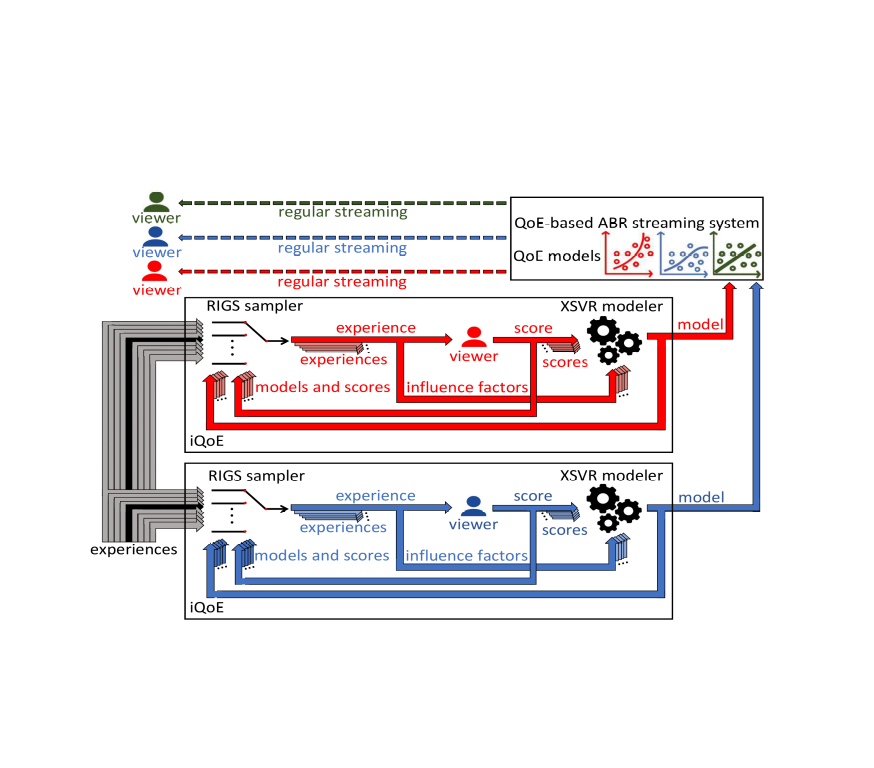 viewer
regular streaming
viewer
regular streaming
viewer
regular streaming
QoE-based ABR streaming system
QoE models
RIGS sampler
XSVR modeler
experience
score
model
experiences
viewer
scores
models and scores
influence factors
iQoE
RIGS sampler
XSVR modeler
experience
score
model
experiences
viewer
scores
experiences
models and scores
influence factors
iQoE